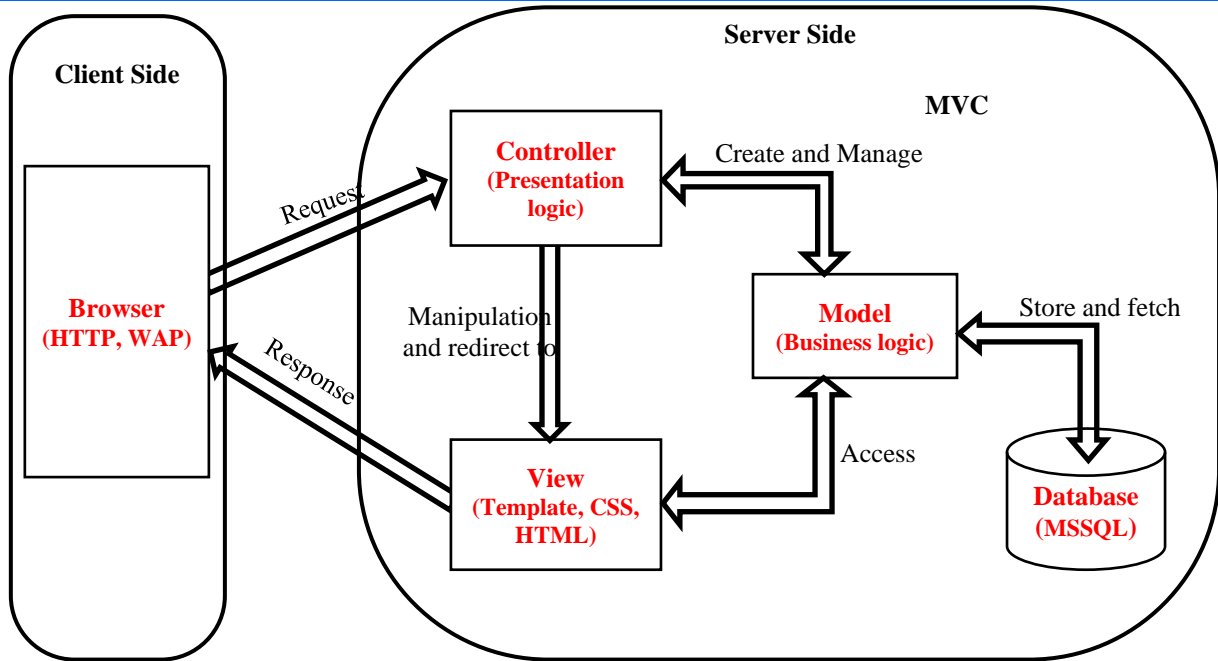 Server Side
Client Side
MVC
Controller
(Presentation
logic)
Create and Manage
Request
Browser
(HTTP, WAP)
Manipulation
and redirect to
Model
(Business logic)
Store and fetch
Response
View
(Template, CSS,
HTML)
Access
Database
(MSSQL)